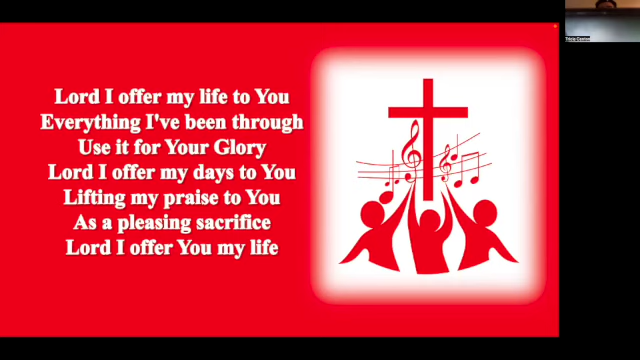 Lord I offer my life to You
Everything I've been through
Use it for Your Glory
Lord I offer my days to You
Lifting my praise to You
As a pleasing sacrifice
Lord I offer You my life